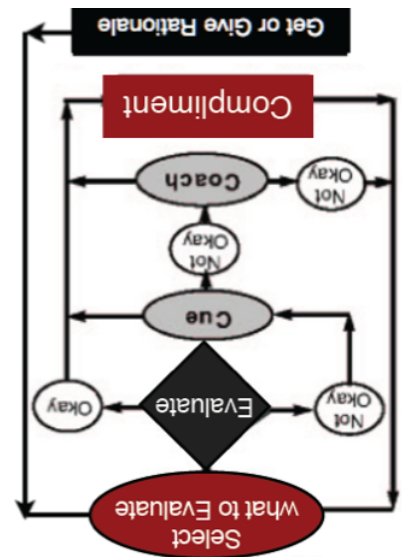 Select
what to Evaluate
Evaluate
Okay
Not
Okay
Cue
Not
Okay
Coach
Not
Okay
Compliment
Get or Give Rationale